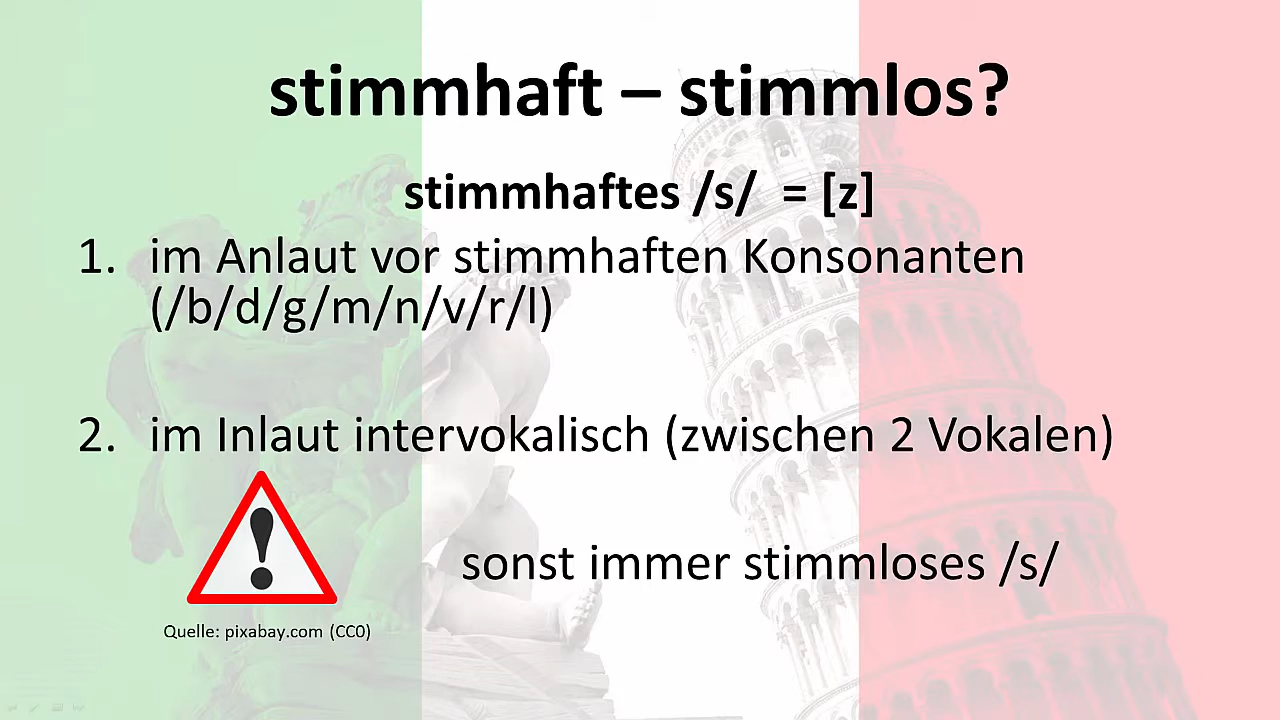 stimmhaft – stimmlos?
stimmhaftes /s/ = [z]
1. im Anlaut vor stimmhaften Konsonanten
(/b/d/g/m/n/v/r/l)
2. im Inlaut intervokalisch (zwischen 2 Vokalen)
sonst immer stimmloses /s/
Quelle: pixabay.com (CC0)